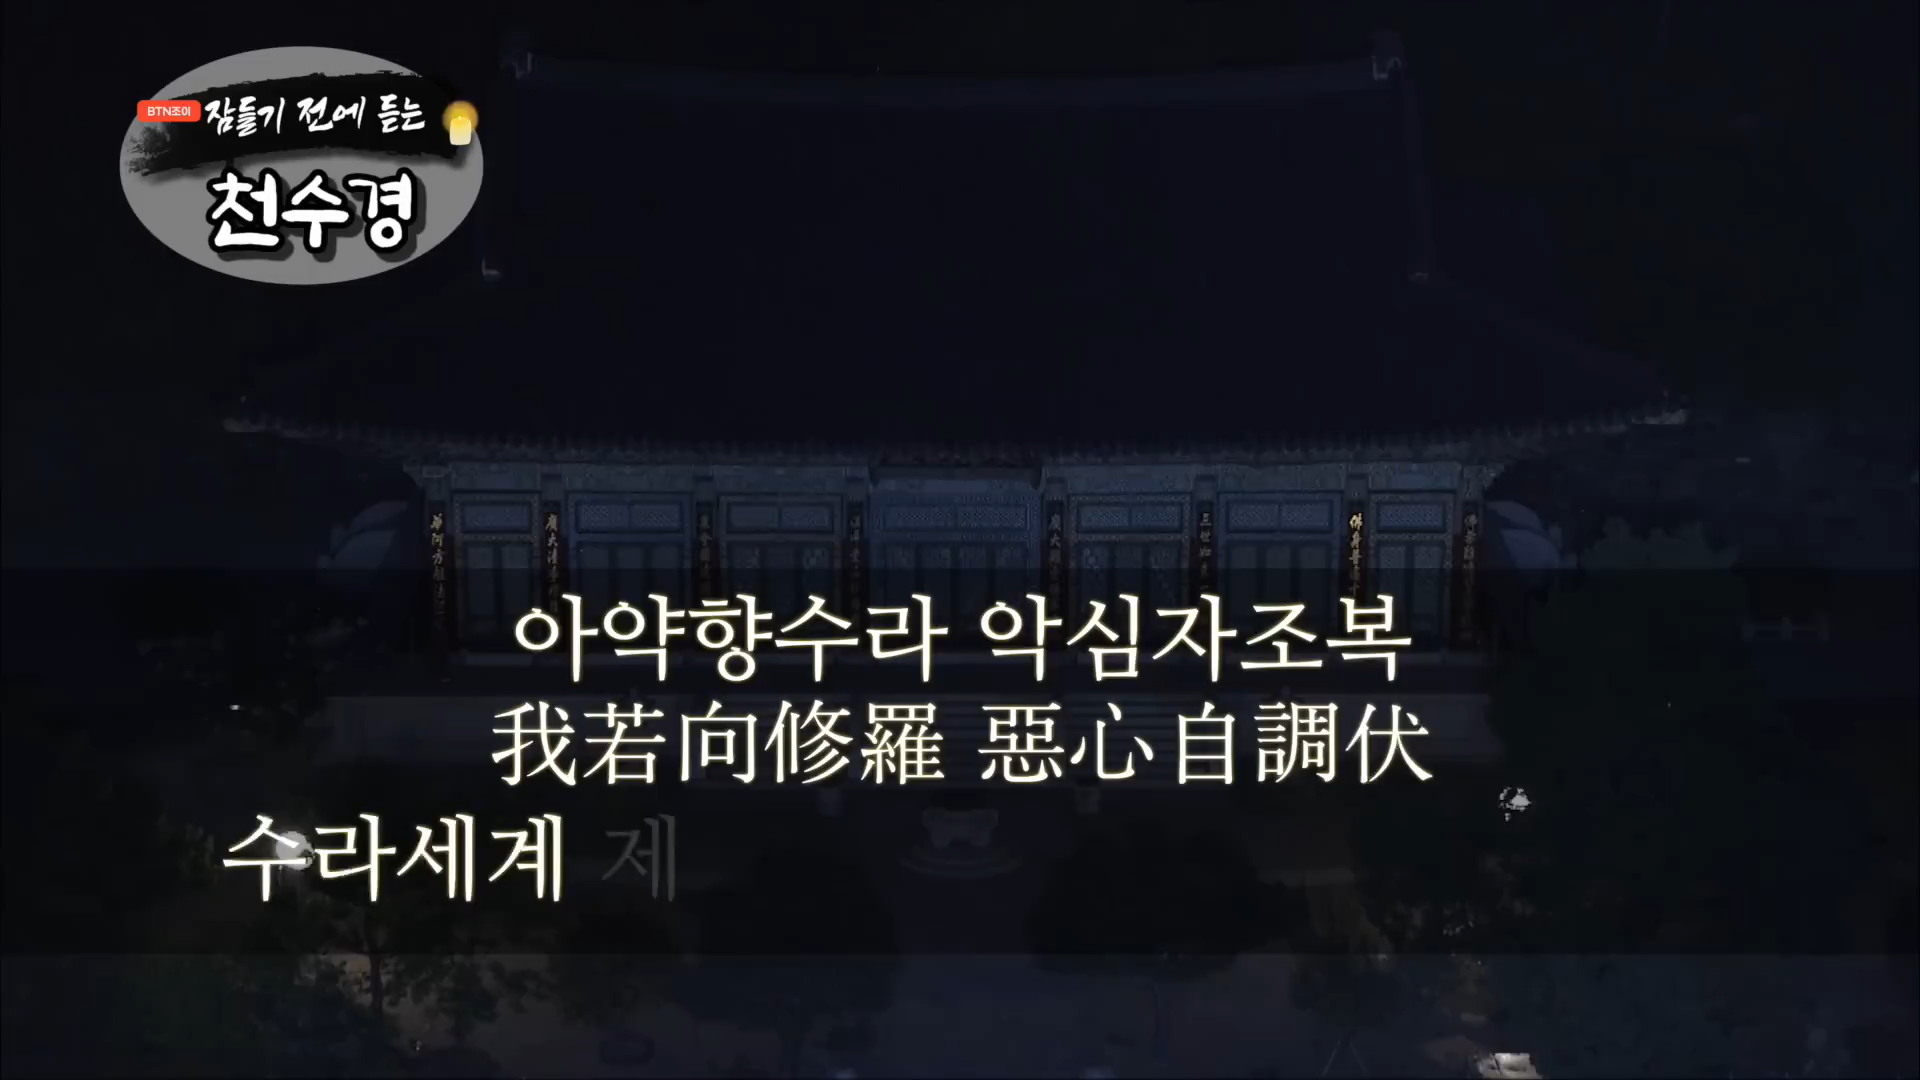 BTN조이 잠들기 전에 듣는
천수경
아약향수라 악심자조복
我若向修羅 惡心自調伏
수라세계 제